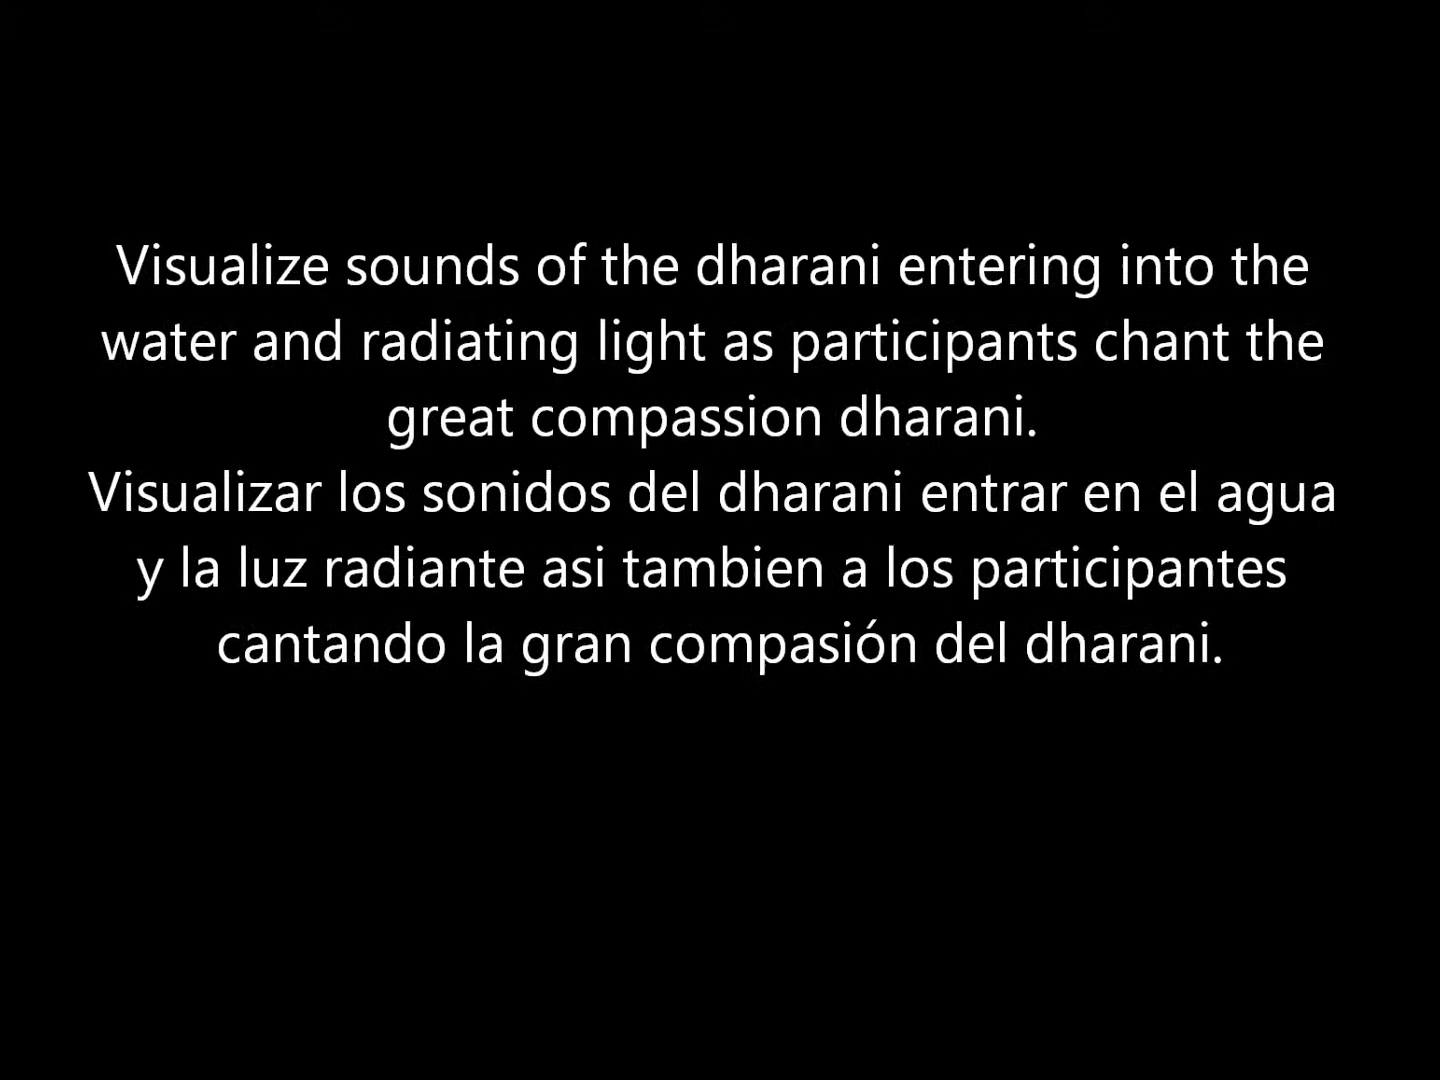 Visualize sounds of the dharani entering into the
water and radiating light as participants chant the
great compassion dharani.
Visualizar los sonidos del dharani entrar en el agua
y la luz radiante asi tambien a los participantes
cantando la gran compasión del dharani.